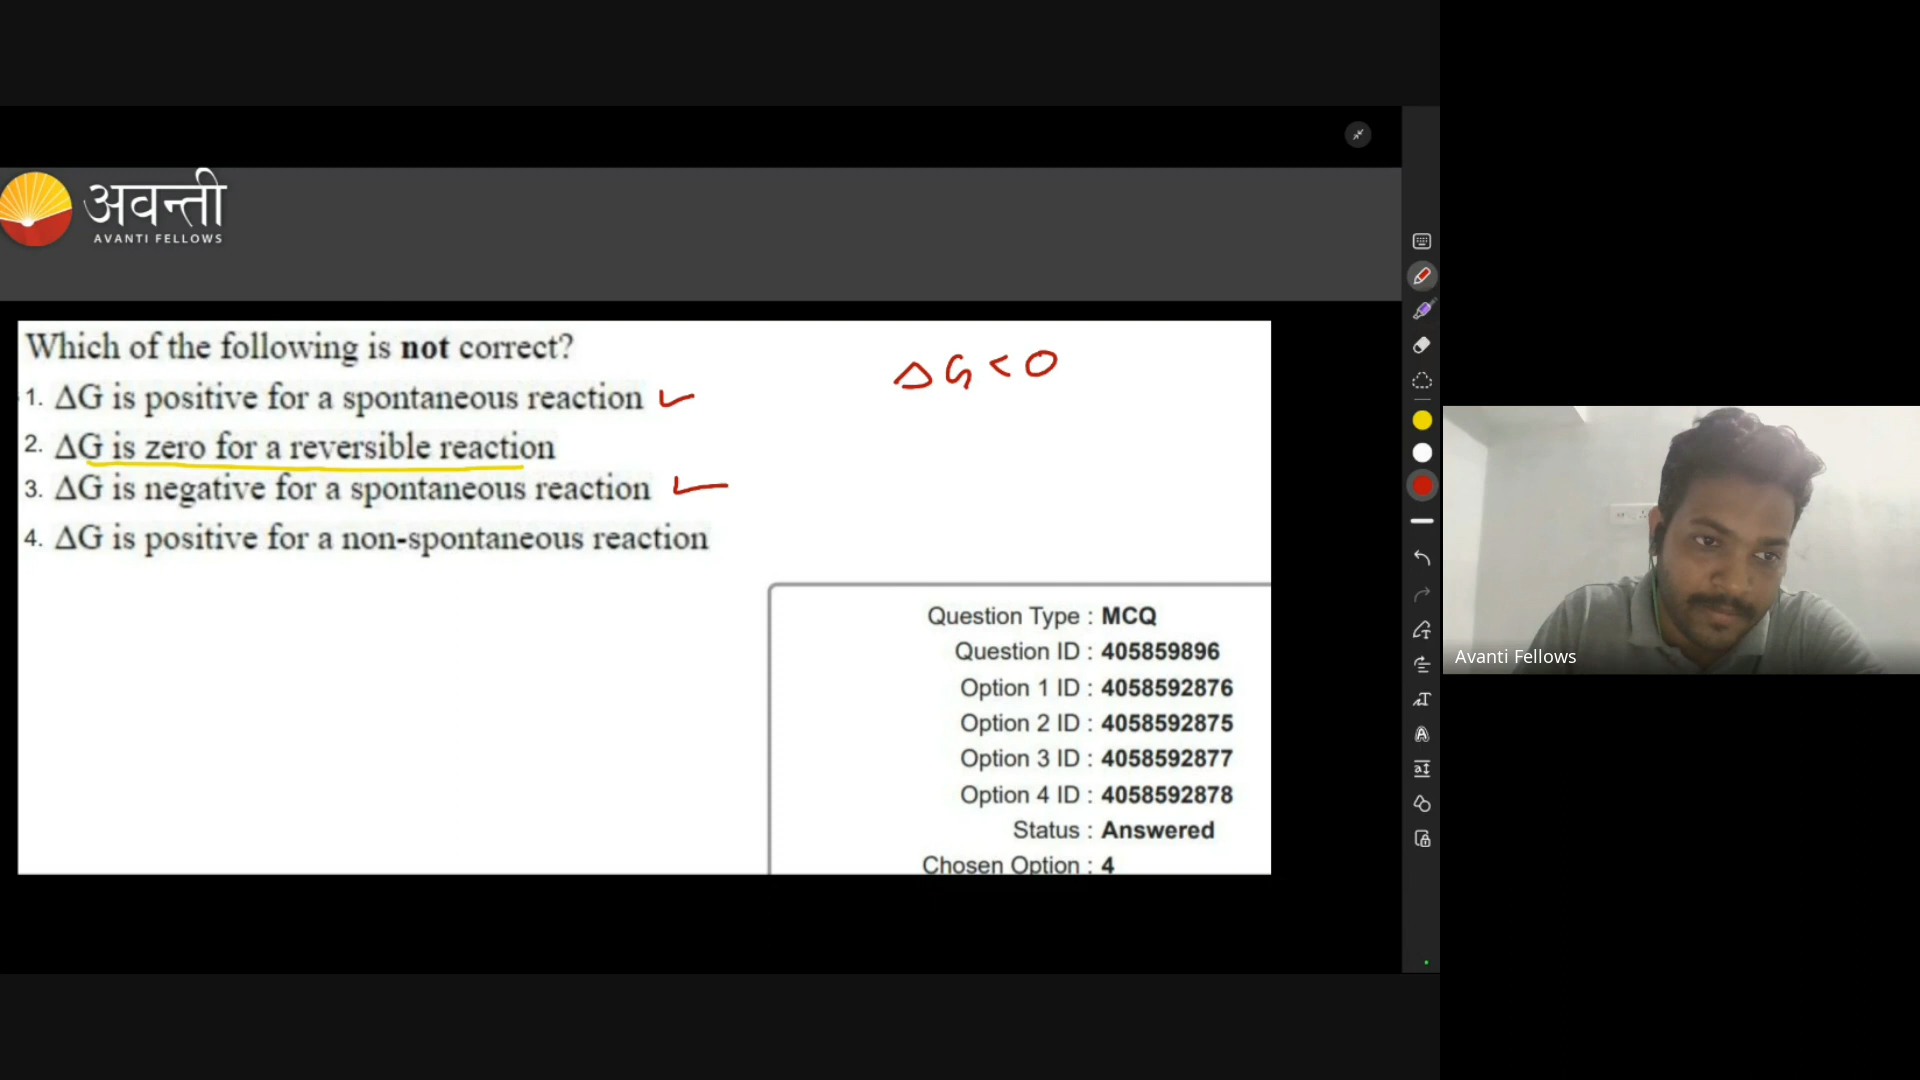 अवन्ती
AVANTI FELLOWS
Which of the following is not correct?
1. ΔG is positive for a spontaneous reaction
2. ΔG is zero for a reversible reaction
3. ΔG is negative for a spontaneous reaction
4. ΔG is positive for a non-spontaneous reaction
ΔG<0
Question Type : MCQ
Question ID : 405859896
Option 1 ID : 4058592876
Option 2 ID : 4058592875
Option 3 ID : 4058592877
Option 4 ID : 4058592878
Status : Answered
Chosen Option : 4
Avanti Fellows